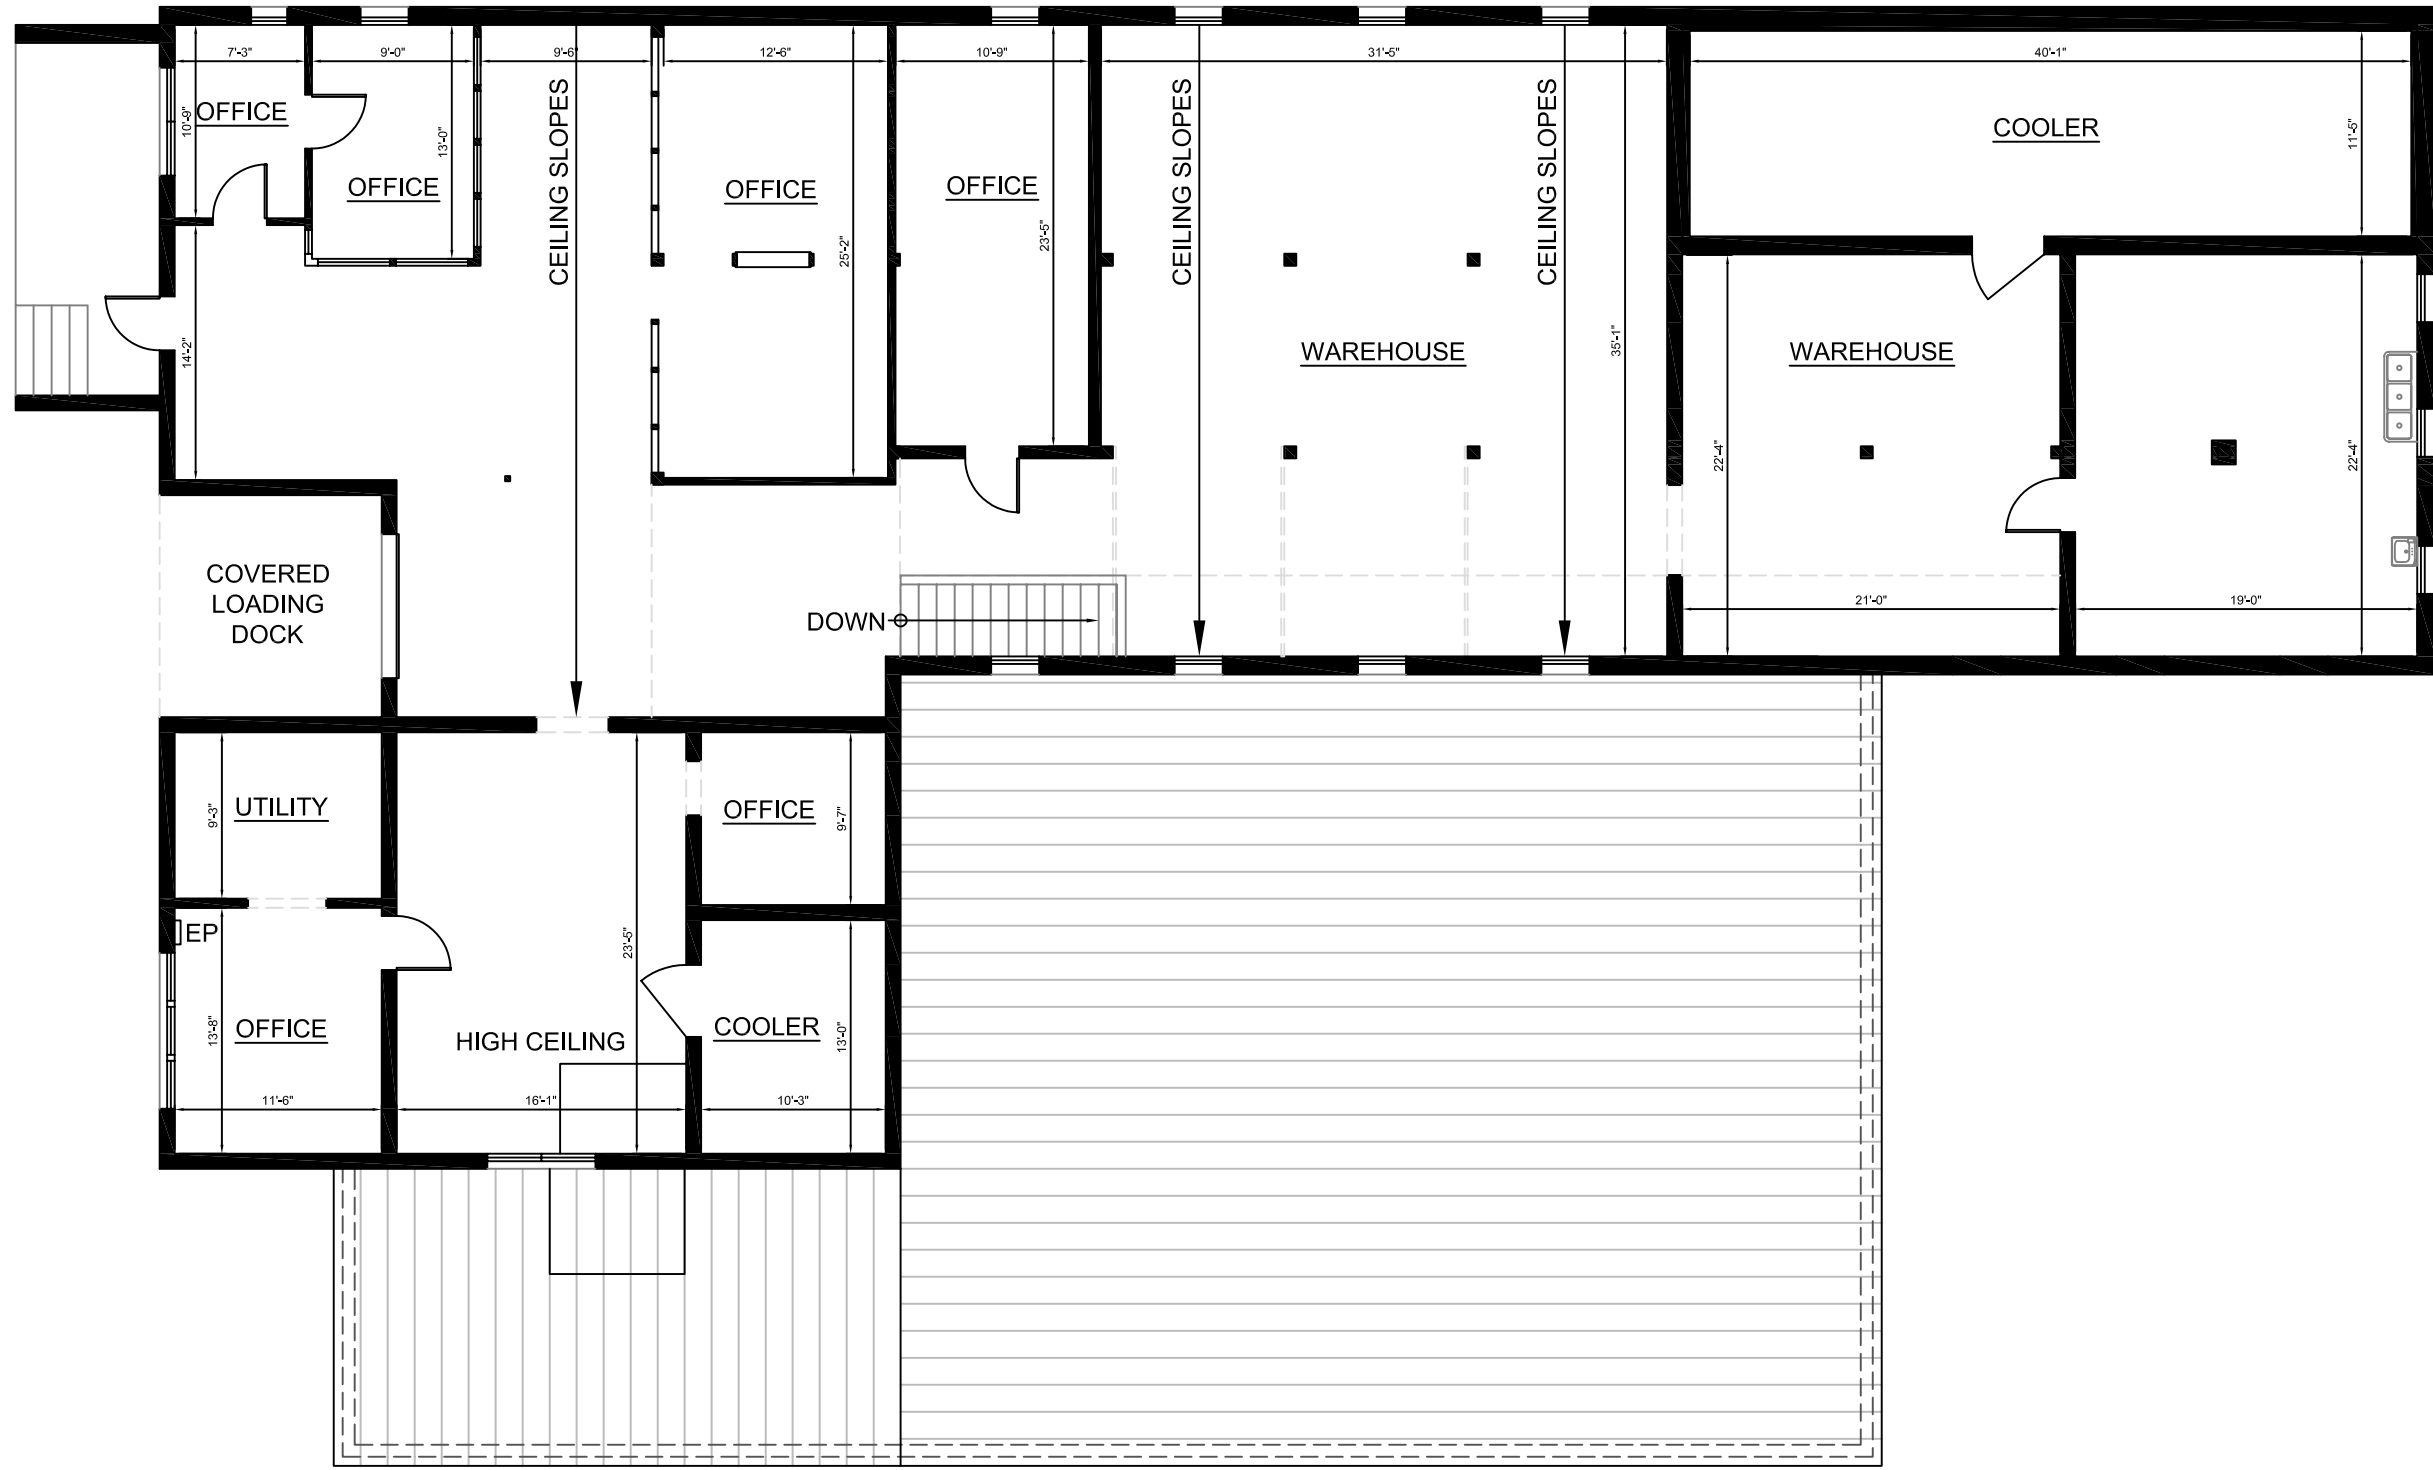 7'-3"
9'-0"
9'-6"
12'-6"
10'-9"
31'-5"
40'-1"
10'-9"
OFFICE
13'-0"
OFFICE
CEILING SLOPES
OFFICE
25'-2"
OFFICE
23'-5"
CEILING SLOPES
CEILING SLOPES
COOLER
11'-5"
14'-2"
WAREHOUSE
35'-1"
WAREHOUSE
22'-4"
22'-4"
COVERED
LOADING
DOCK
DOWN
21'-0"
19'-0"
9'-3"
UTILITY
OFFICE
9'-7"
EP
23'-5"
13'-8"
OFFICE
HIGH CEILING
COOLER
13'-0"
11'-6"
16'-1"
10'-3"